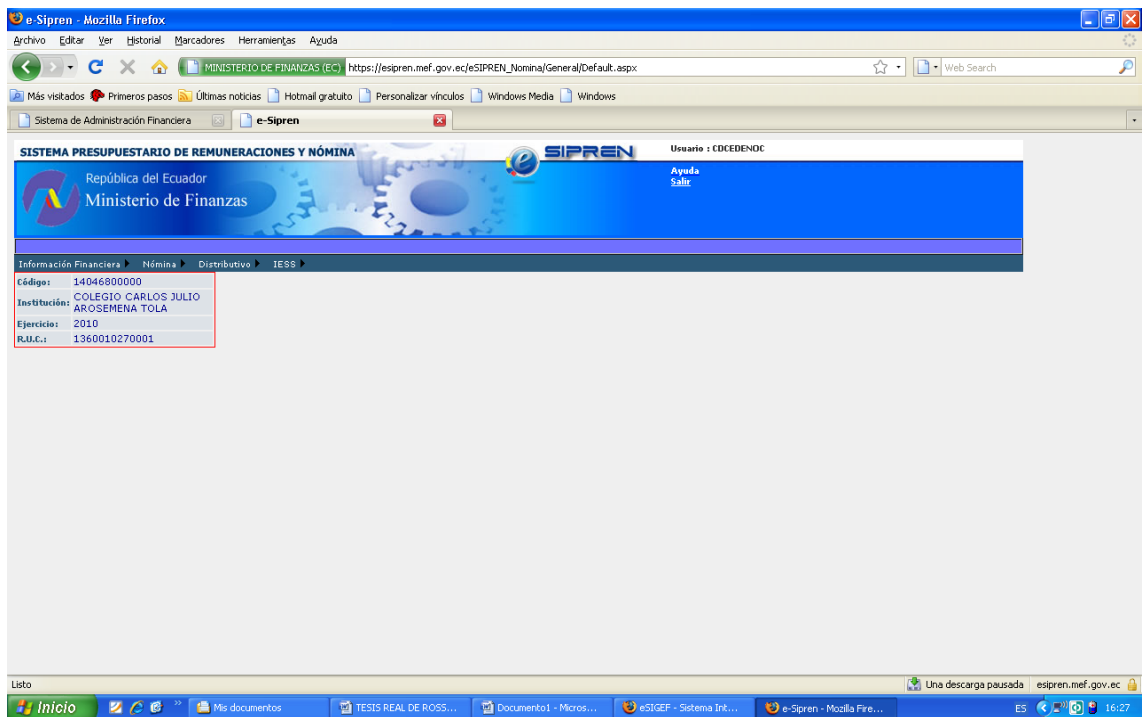 e-Sipren - Mozilla Firefox
Archivo Editar Ver Historial Marcadores Herramientas Ayuda
MINISTERIO DE FINANZAS (EC) https://esipren.mef.gov.ec/eSIPREN_Nomina/General/Default.aspx Web Search
Más visitados Primeros pasos Últimas noticias Hotmail gratuito Personalizar vínculos Windows Media Windows
Sistema de Administración Financiera e-Sipren
SISTEMA PRESUPUESTARIO DE REMUNERACIONES Y NÓMINA e SIPREN Usuario : CDCEDENOC
República del Ecuador Ayuda
Ministerio de Finanzas Salir
Información Financiera Nómina Distributivo IESS
Código: 14046800000
Institución: COLEGIO CARLOS JULIO
AROSEMENA TOLA
Ejercicio: 2010
R.U.C.: 1360010270001
Listo Una descarga pausada esipren.mef.gov.ec
Inicio Mis documentos TESIS REAL DE ROSS... Documento1 - Micros... eSIGEF - Sistema Int... e-Sipren - Mozilla Fire... ES 16:27